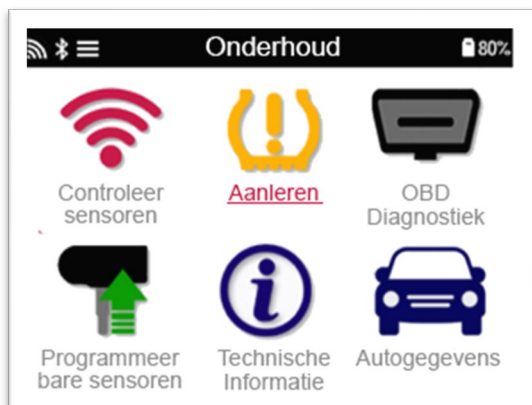 Onderhoud
80%
Controleer
sensoren
Aanleren
OBD
Diagnostiek
Programmeer
bare sensoren
Technische
Informatie
Autogegevens